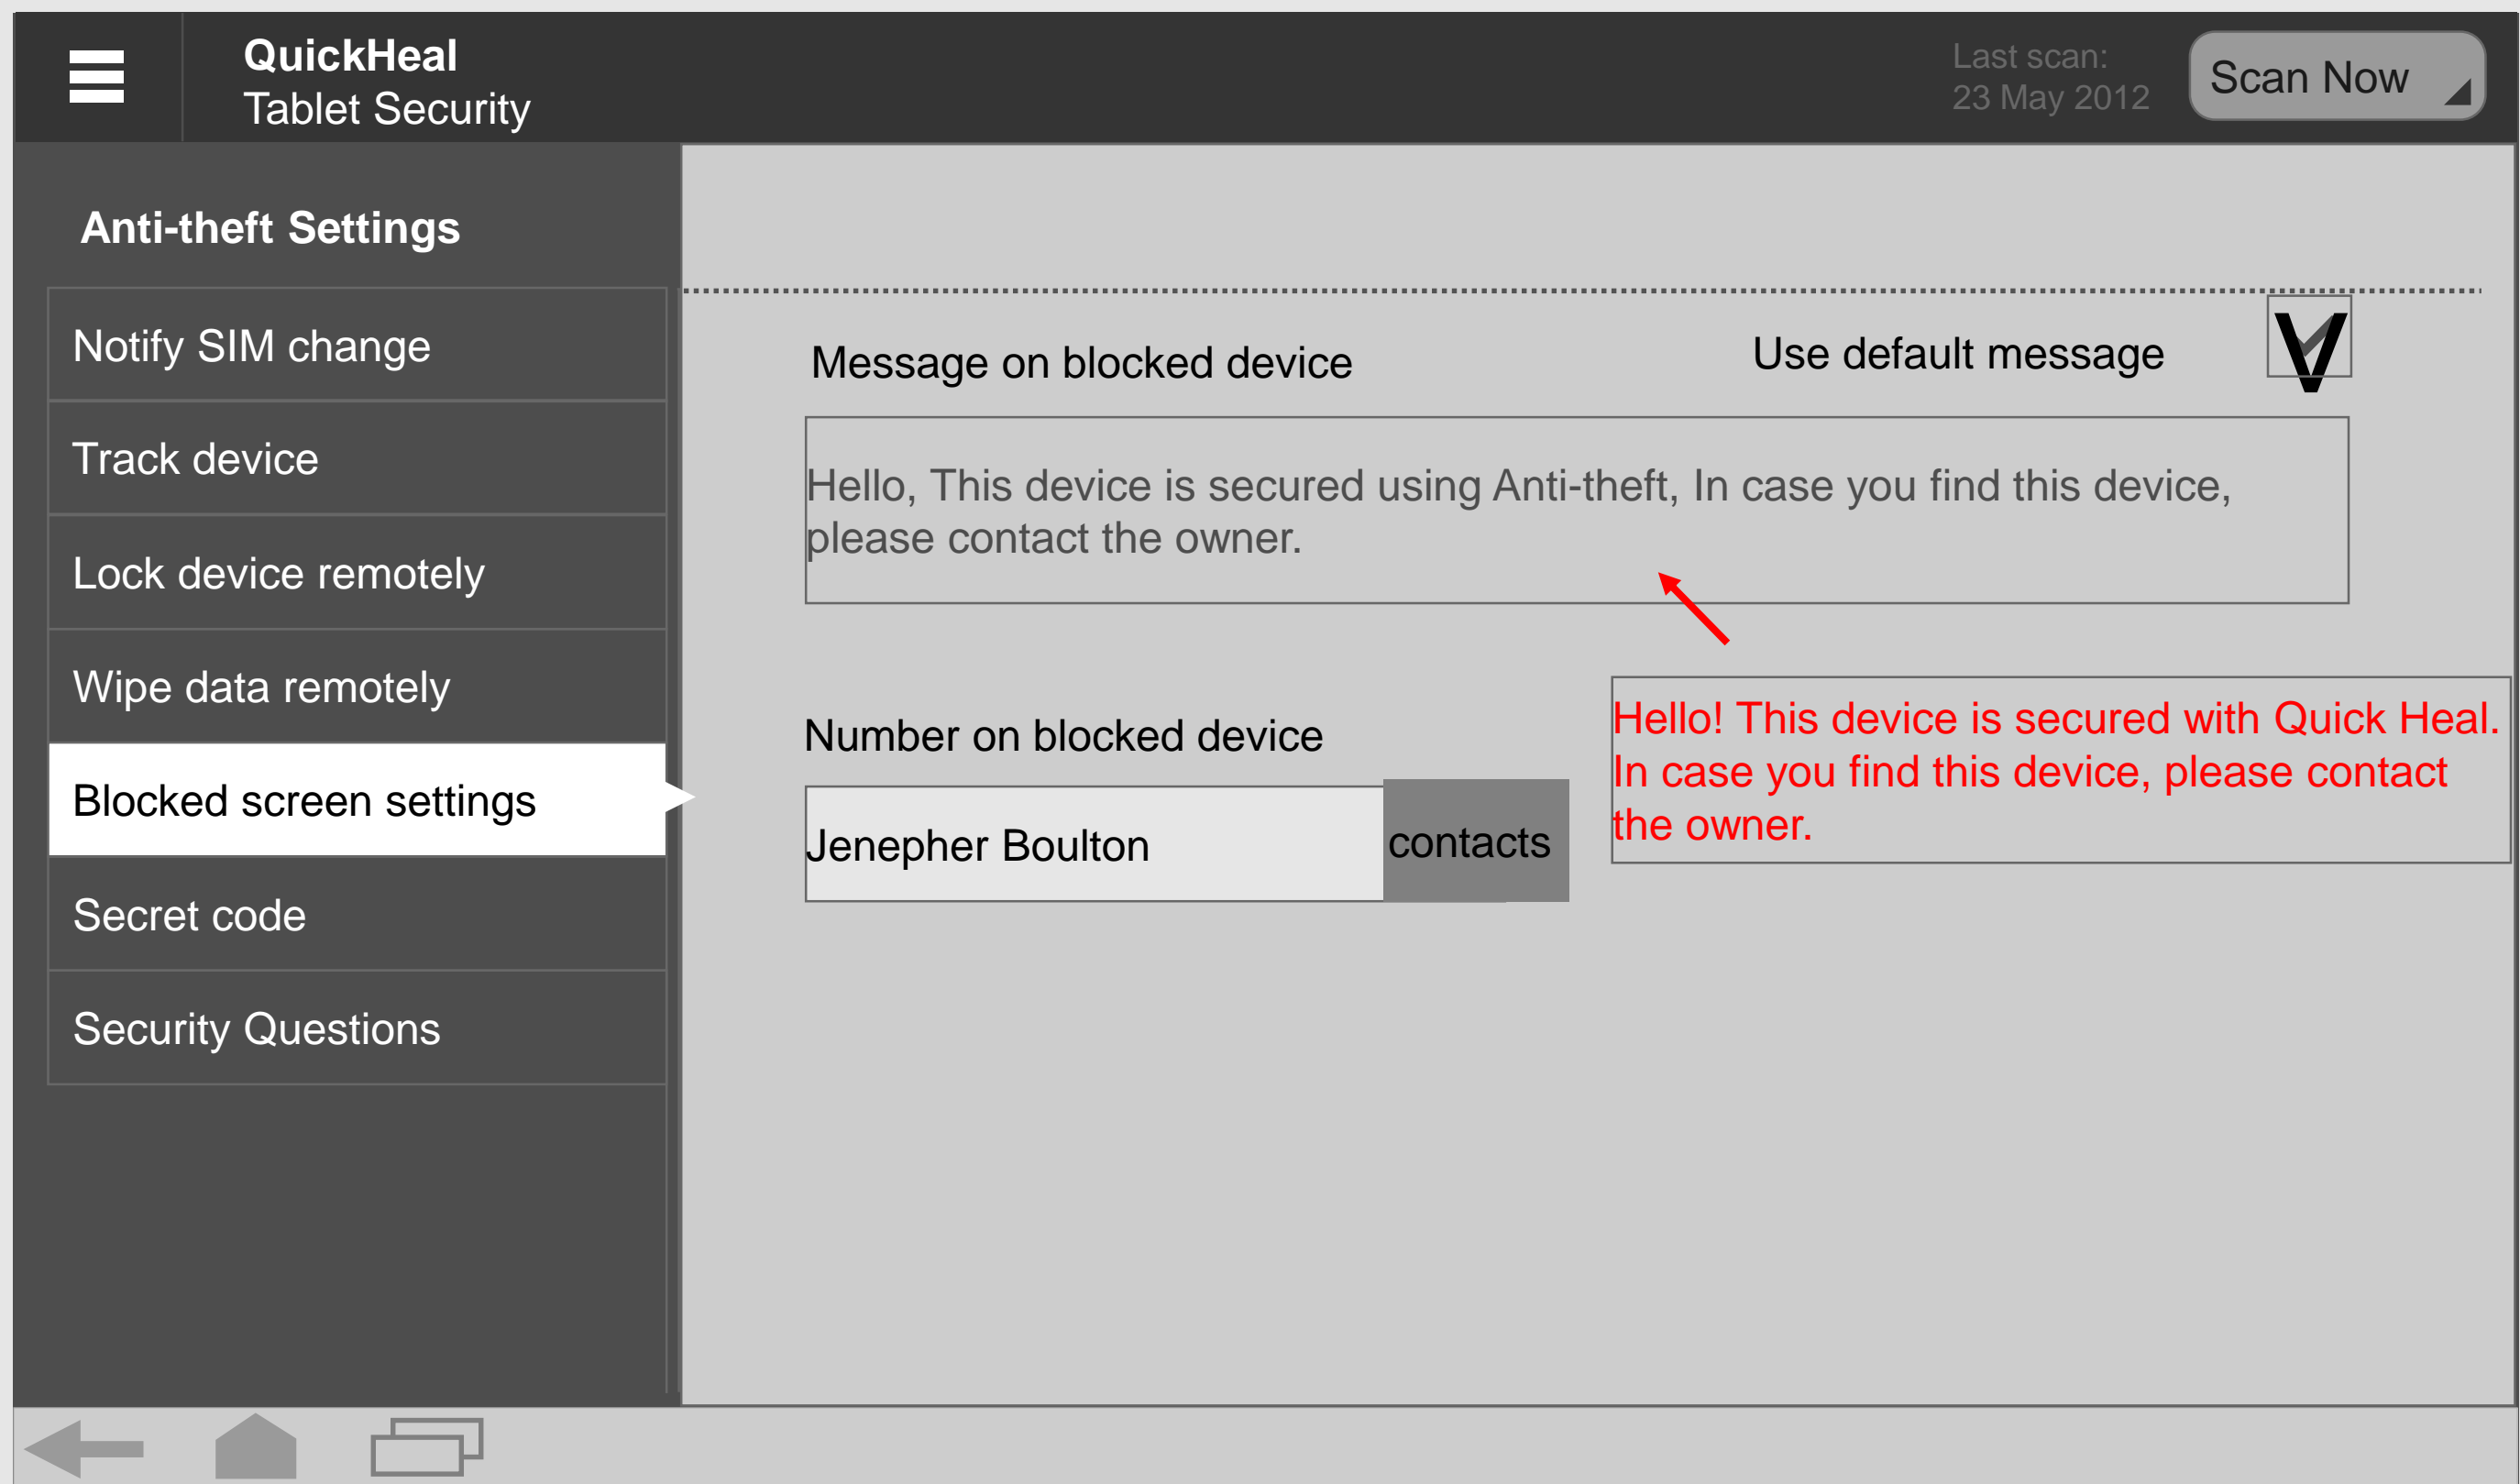 QuickHeal
Tablet Security
Last scan:
23 May 2012
Scan Now
Anti-theft Settings
Notify SIM change
Track device
Lock device remotely
Wipe data remotely
Blocked screen settings
Secret code
Security Questions
Message on blocked device
Use default message
Hello, This device is secured using Anti-theft, In case you find this device,
please contact the owner.
Number on blocked device
Jenepher Boulton
contacts
Hello! This device is secured with Quick Heal.
In case you find this device, please contact
the owner.